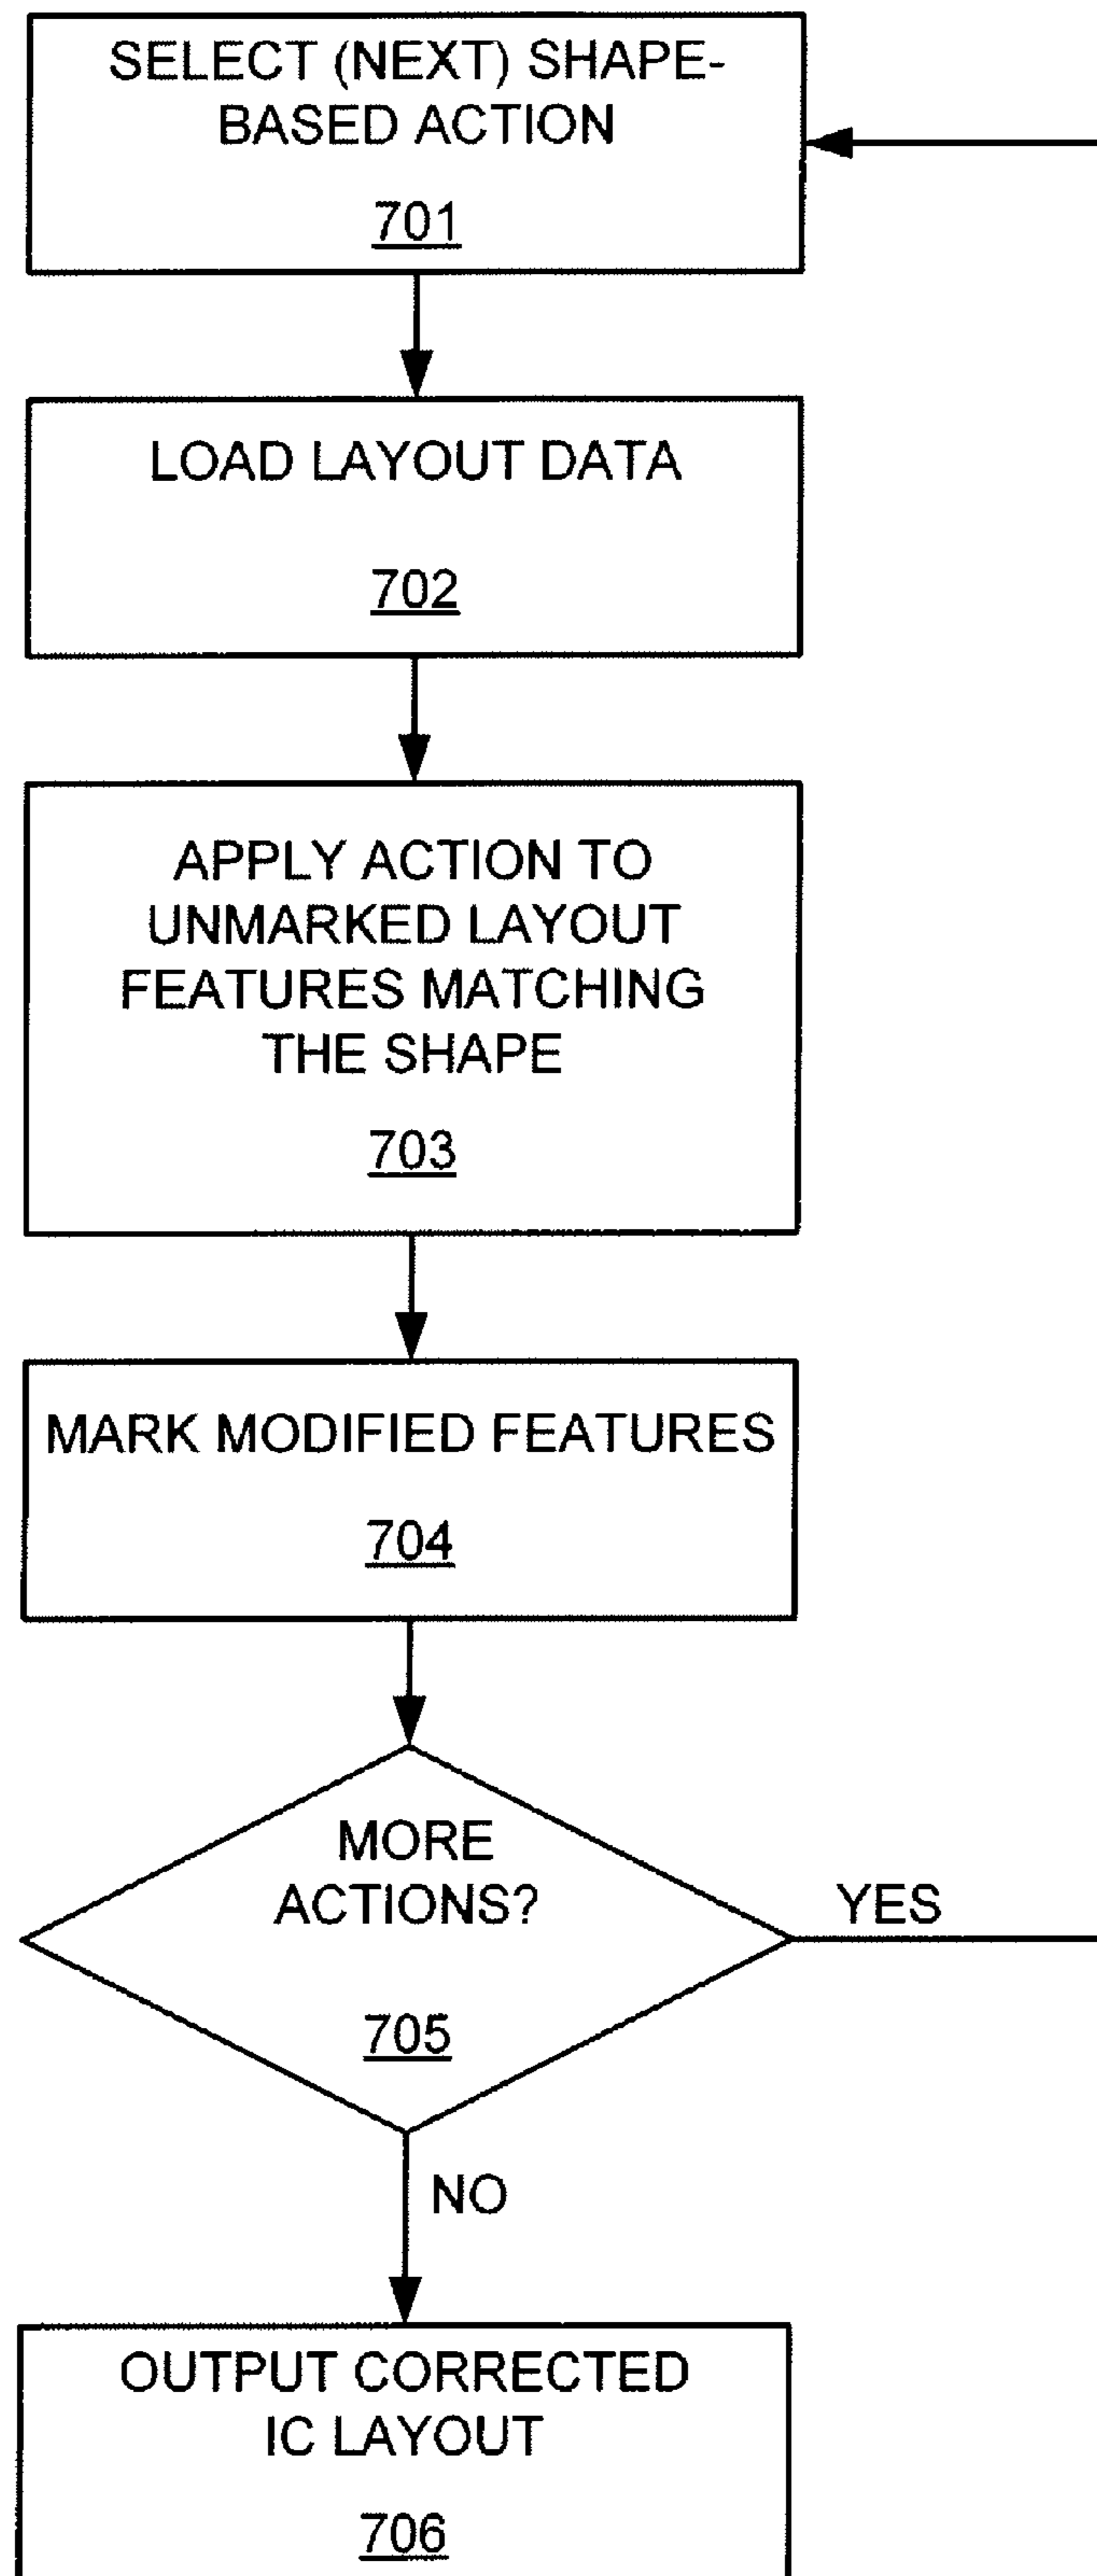 SELECT (NEXT) SHAPE-
BASED ACTION
701
LOAD LAYOUT DATA
702
APPLY ACTION TO
UNMARKED LAYOUT
FEATURES MATCHING
THE SHAPE
703
MARK MODIFIED FEATURES
704
MORE
ACTIONS?
705
YES
NO
OUTPUT CORRECTED
IC LAYOUT
706